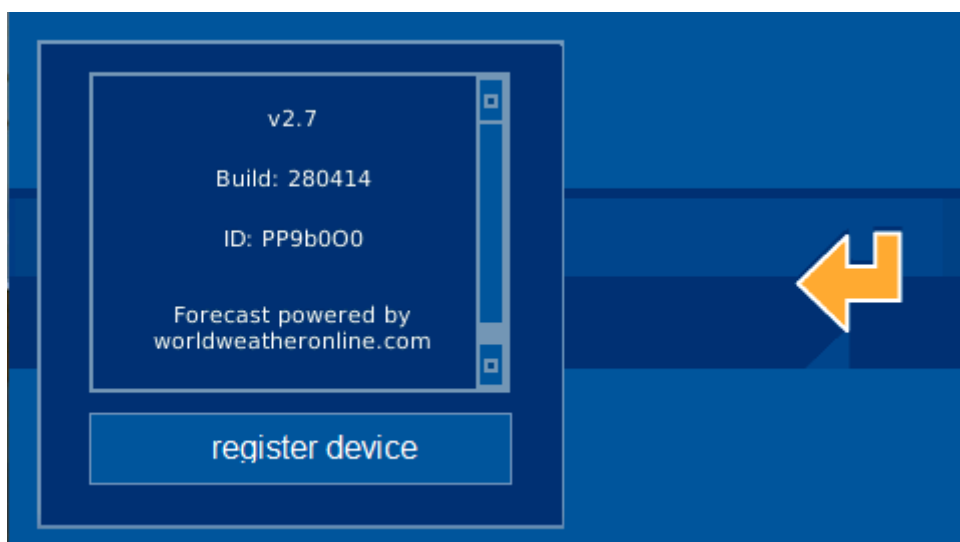 v2.7
Build: 280414
ID: PP9b0O0
Forecast powered by
worldweatheronline.com
register device